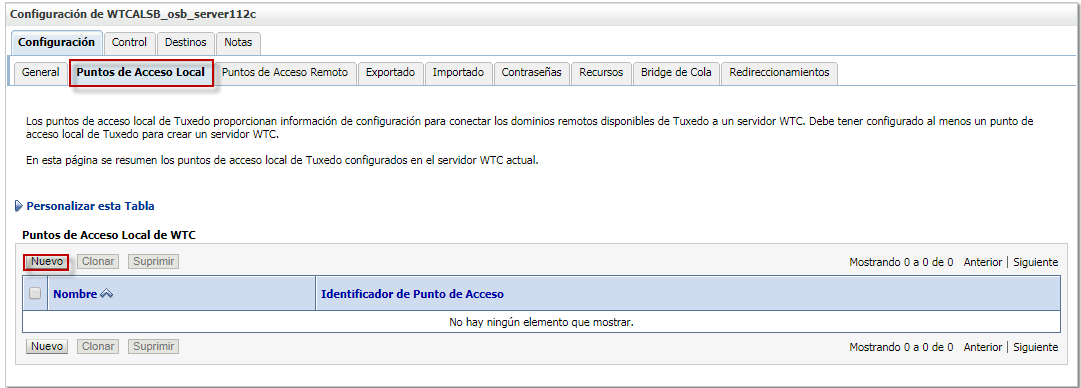 Configuración de WTCALSB_osb_server112c
Configuración Control Destinos Notas
General Puntos de Acceso Local Puntos de Acceso Remoto Exportado Importado Contraseñas Recursos Bridge de Cola Redireccionamientos
Los puntos de acceso local de Tuxedo proporcionan información de configuración para conectar los dominios remotos disponibles de Tuxedo a un servidor WTC. Debe tener configurado al menos un punto de
acceso local de Tuxedo para crear un servidor WTC.
En esta página se resumen los puntos de acceso local de Tuxedo configurados en el servidor WTC actual.
Personalizar esta Tabla
Puntos de Acceso Local de WTC
Nuevo Clonar Suprimir Mostrando 0 a 0 de 0 Anterior | Siguiente
Nombre Identificador de Punto de Acceso
No hay ningún elemento que mostrar.
Nuevo Clonar Suprimir Mostrando 0 a 0 de 0 Anterior | Siguiente